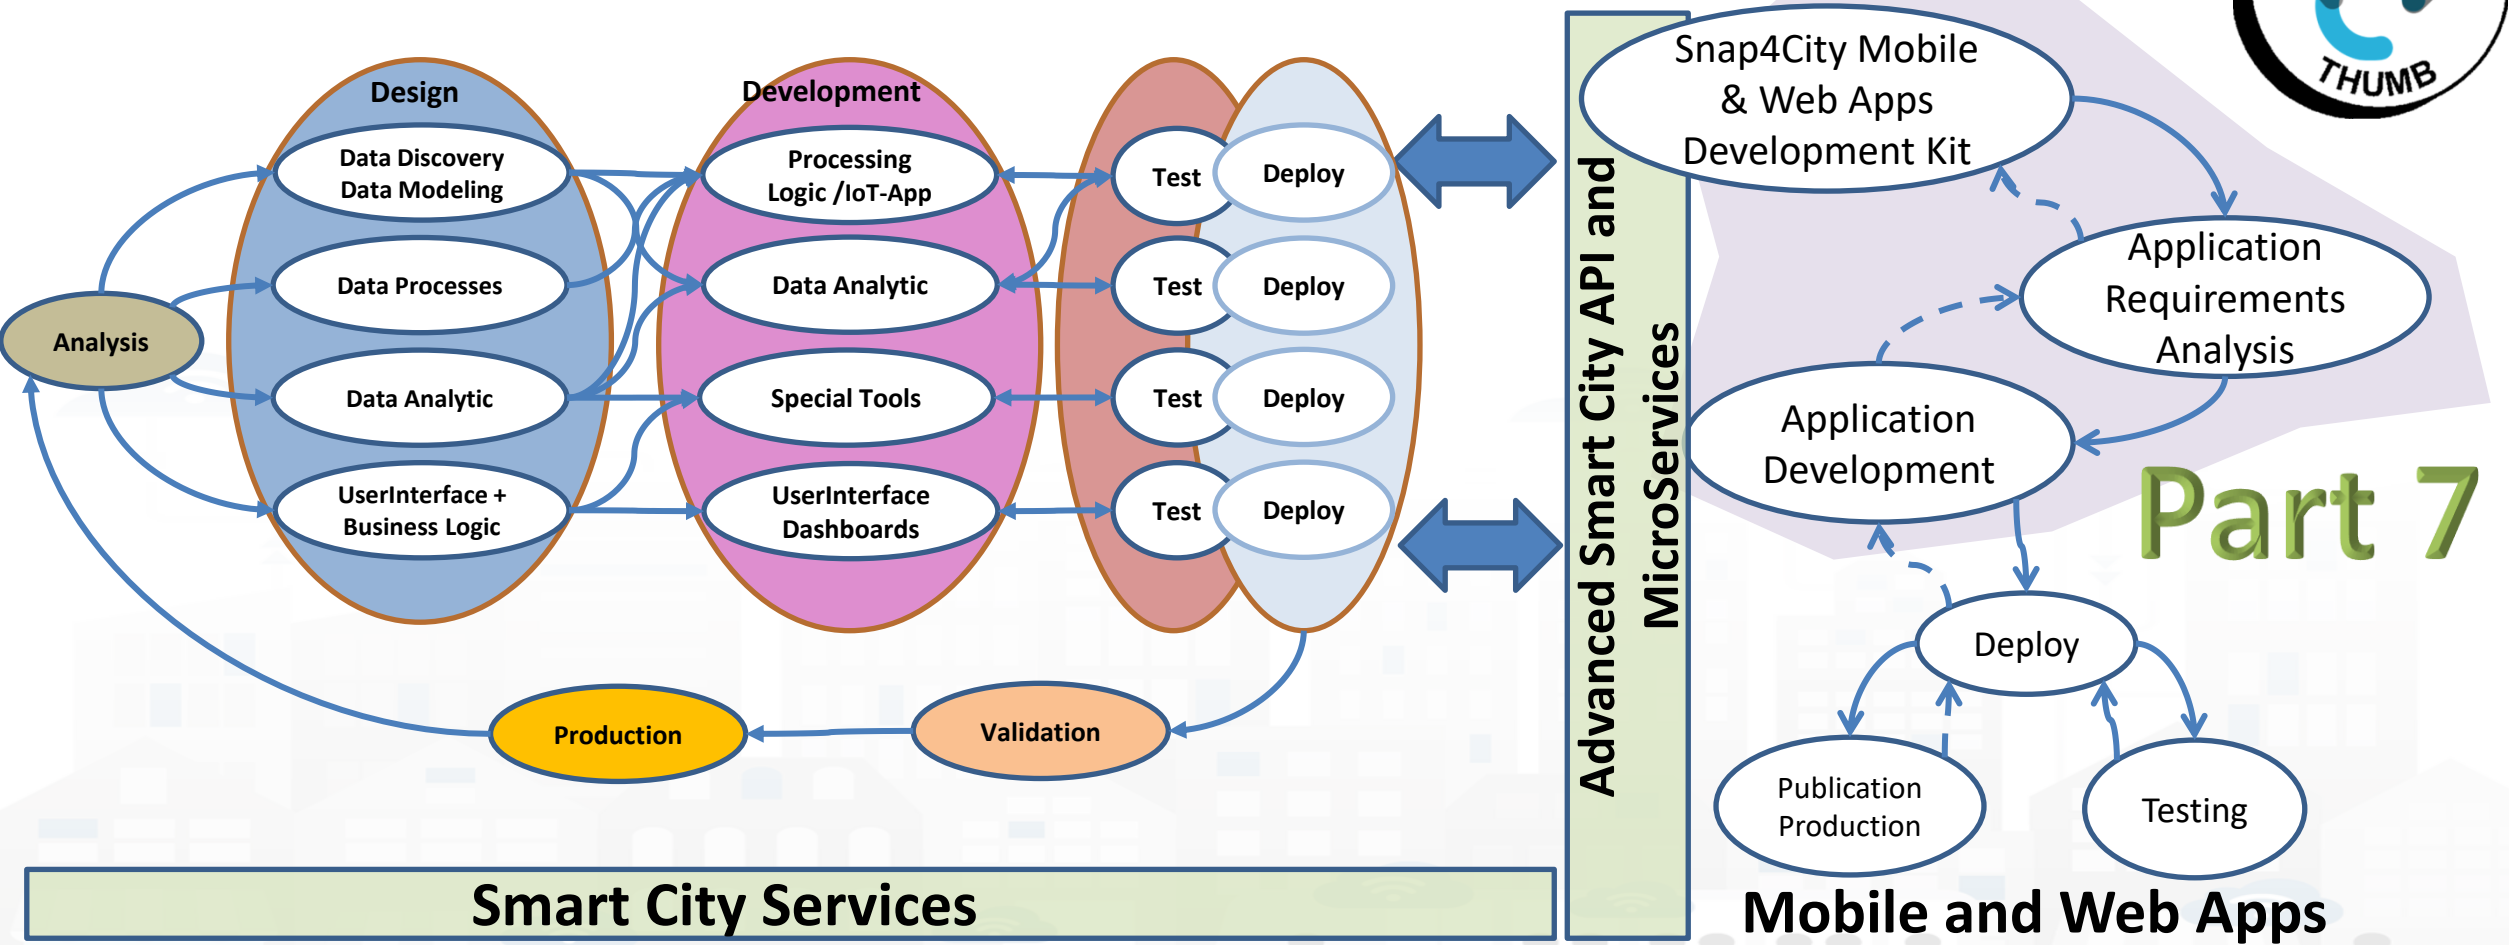 Design
Data Discovery
Data Modeling
Data Processes
Data Analytic
UserInterface +
Business Logic
Analysis
Development
Processing
Logic /IoT-App
Data Analytic
Special Tools
UserInterface
Dashboards
Test
Deploy
Test
Deploy
Test
Deploy
Test
Deploy
Production
Validation
Smart City Services
Advanced Smart City API and
MicroServices
Snap4City Mobile
& Web Apps
Development Kit
Application
Requirements
Analysis
Application
Development
Deploy
Publication
Production
Testing
Mobile and Web Apps
Part 7
THUMB